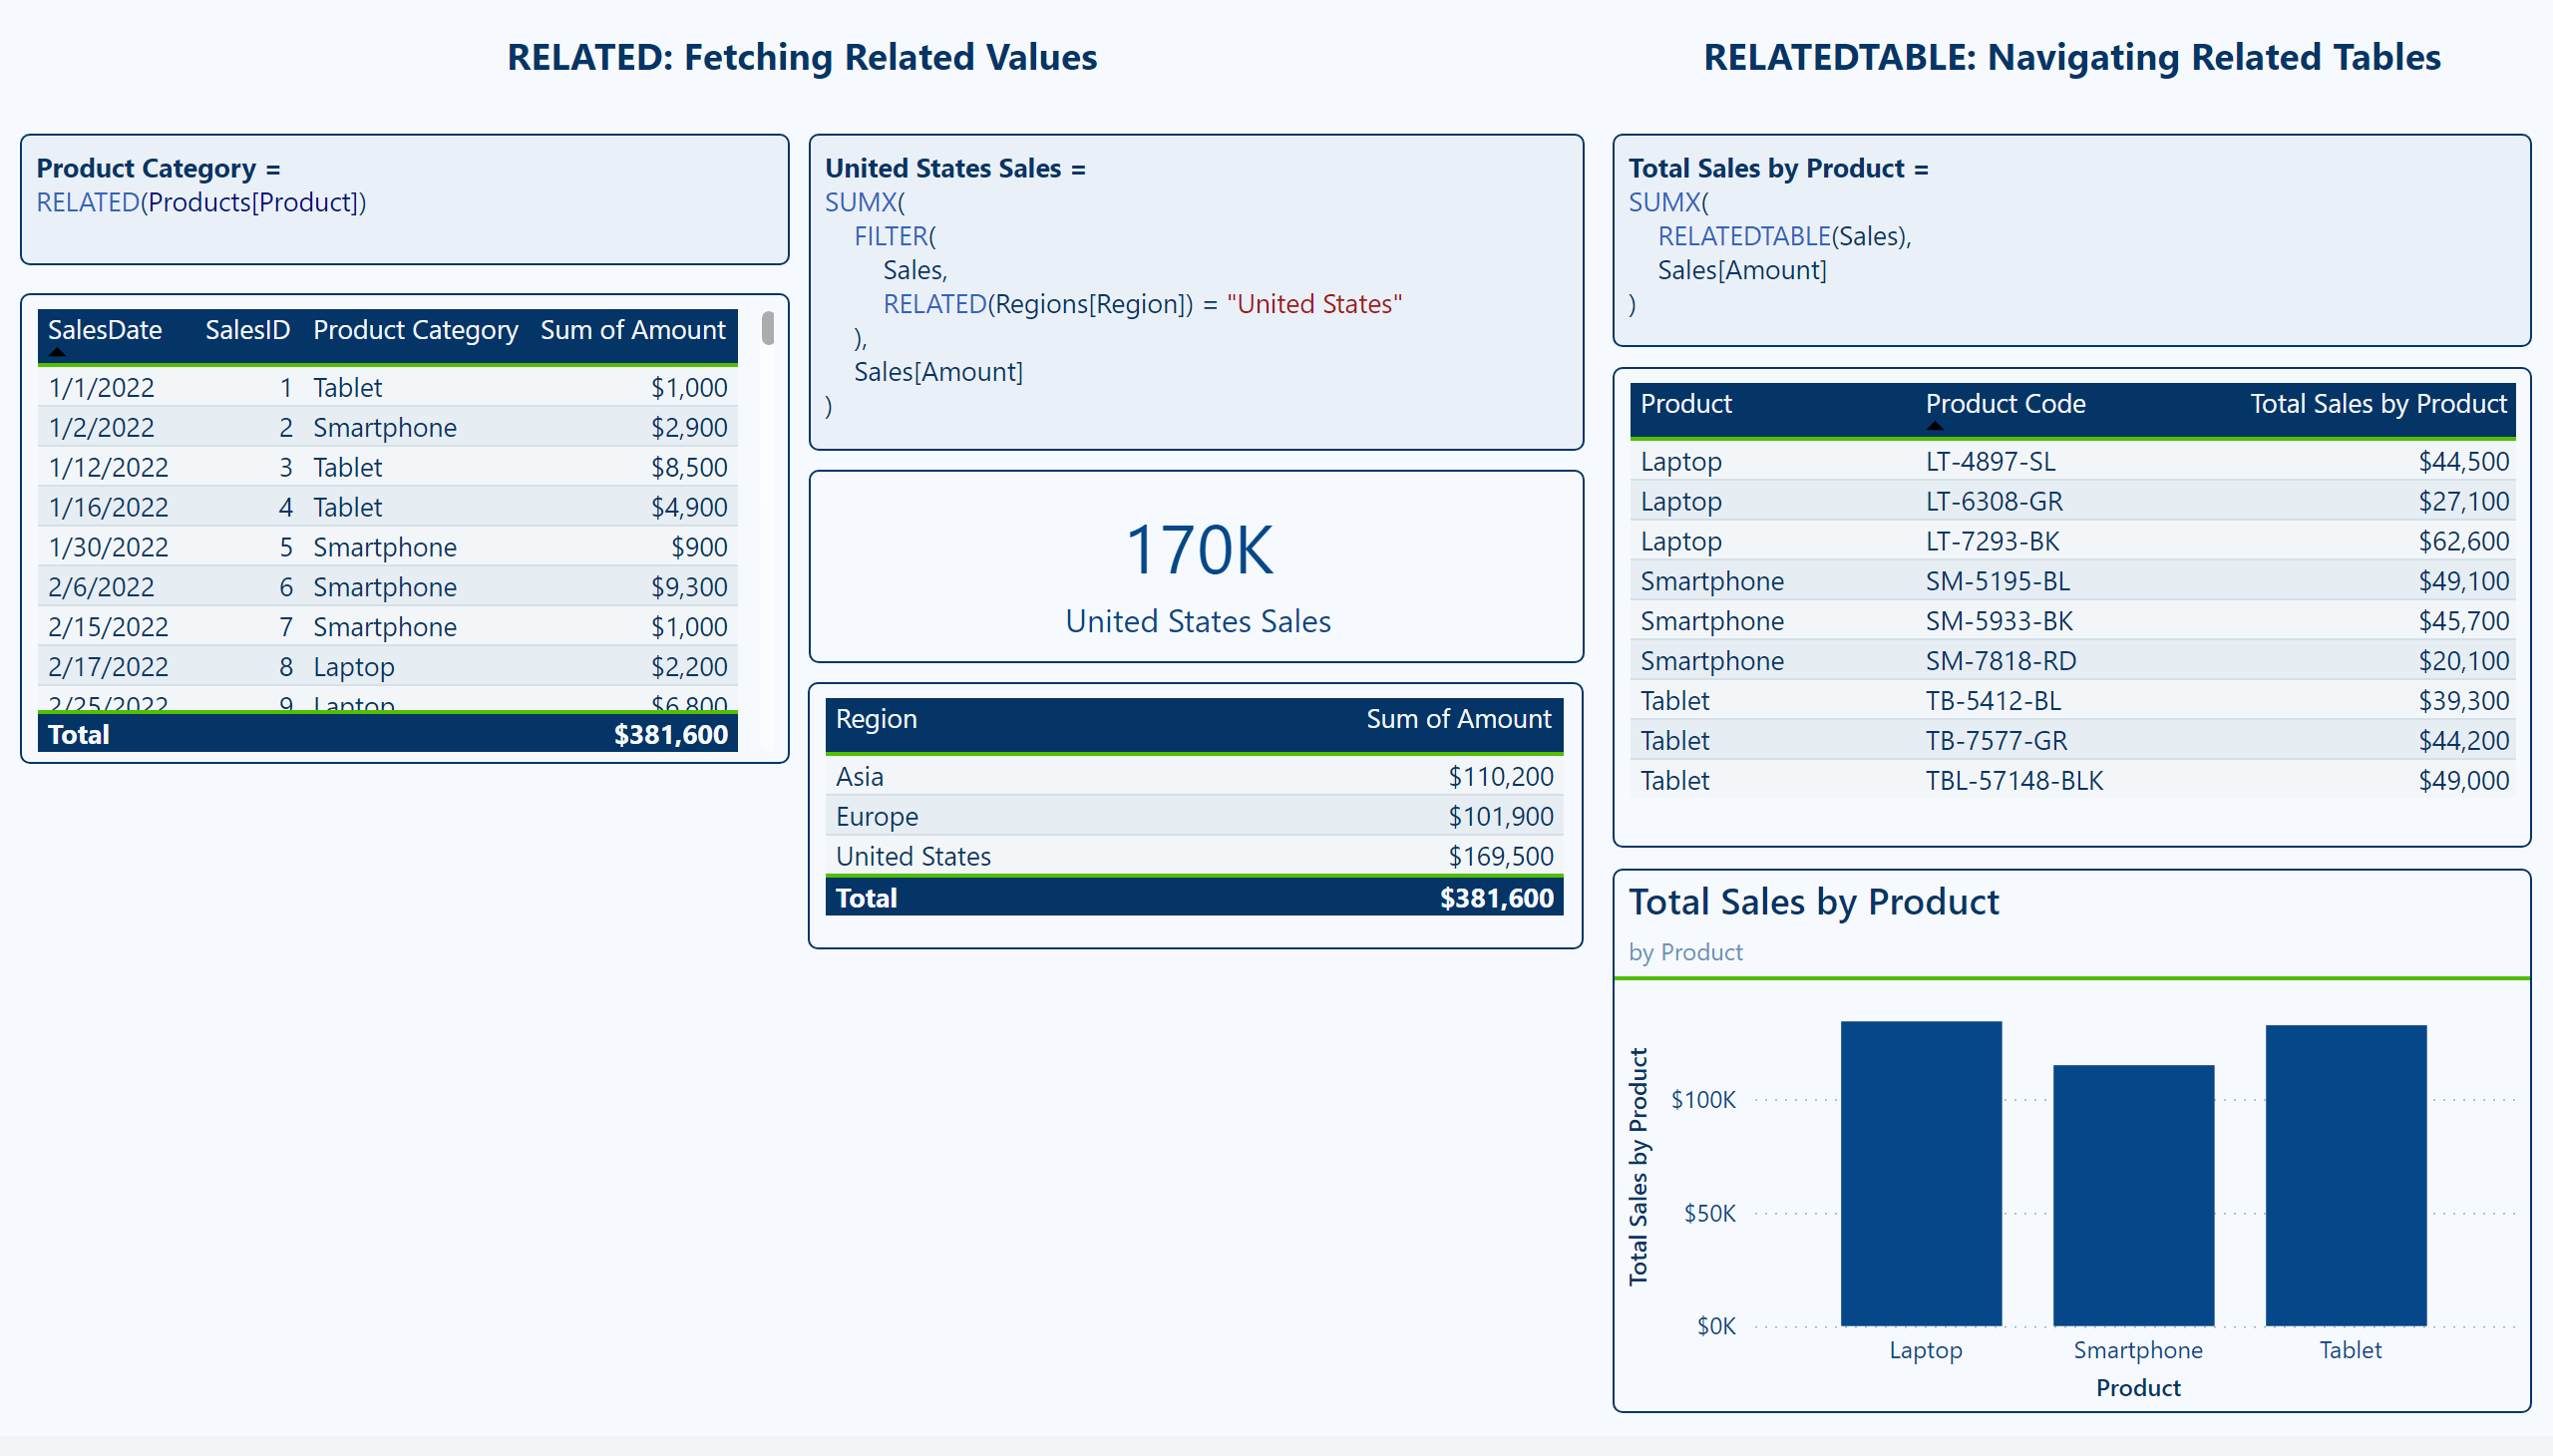 RELATED: Fetching Related Values
RELATEDTABLE: Navigating Related Tables
Product Category =
RELATED(Products[Product])
SalesDate SalesID Product Category Sum of Amount
1/1/2022 1 Tablet $1,000
1/2/2022 2 Smartphone $2,900
1/12/2022 3 Tablet $8,500
1/16/2022 4 Tablet $4,900
1/30/2022 5 Smartphone $900
2/6/2022 6 Smartphone $9,300
2/15/2022 7 Smartphone $1,000
2/17/2022 8 Laptop $2,200
2/25/2022 9 Laptop $6,800
Total $381,600
United States Sales =
SUMX(
FILTER(
Sales,
RELATED(Regions[Region]) = "United States"
),
Sales[Amount]
)
170K
United States Sales
Region Sum of Amount
Asia $110,200
Europe $101,900
United States $169,500
Total $381,600
Total Sales by Product =
SUMX(
RELATEDTABLE(Sales),
Sales[Amount]
)
Product Product Code Total Sales by Product
Laptop LT-4897-SL $44,500
Laptop LT-6308-GR $27,100
Laptop LT-7293-BK $62,600
Smartphone SM-5195-BL $49,100
Smartphone SM-5933-BK $45,700
Smartphone SM-7818-RD $20,100
Tablet TB-5412-BL $39,300
Tablet TB-7577-GR $44,200
Tablet TBL-57148-BLK $49,000
Total Sales by Product
by Product
Total Sales by Product
$100K
$50K
$0K
Laptop Smartphone Tablet
Product